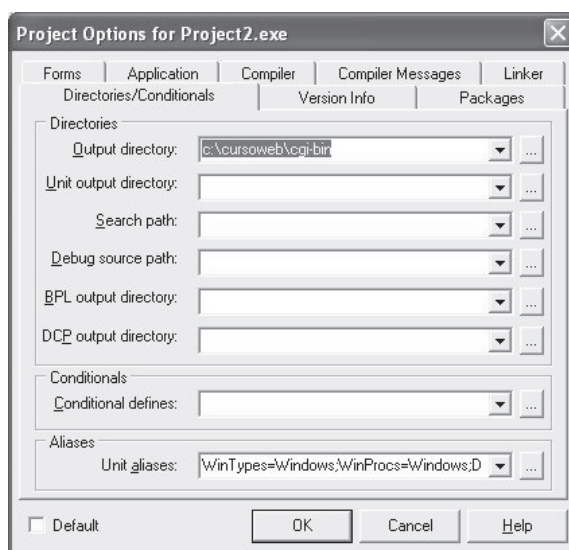 Project Options for Project2.exe
Forms Application Compiler Compiler Messages Linker
Directories/Conditionals Version Info Packages
Directories
Output directory: c:\cursoweb\cgi-bin ...
Unit output directory: ...
Search path: ...
Debug source path: ...
BPL output directory: ...
DCP output directory: ...
Conditionals
Conditional defines: ...
Aliases
Unit aliases: WinTypes=Windows;WinProcs=Windows;D ...
Default OK Cancel Help